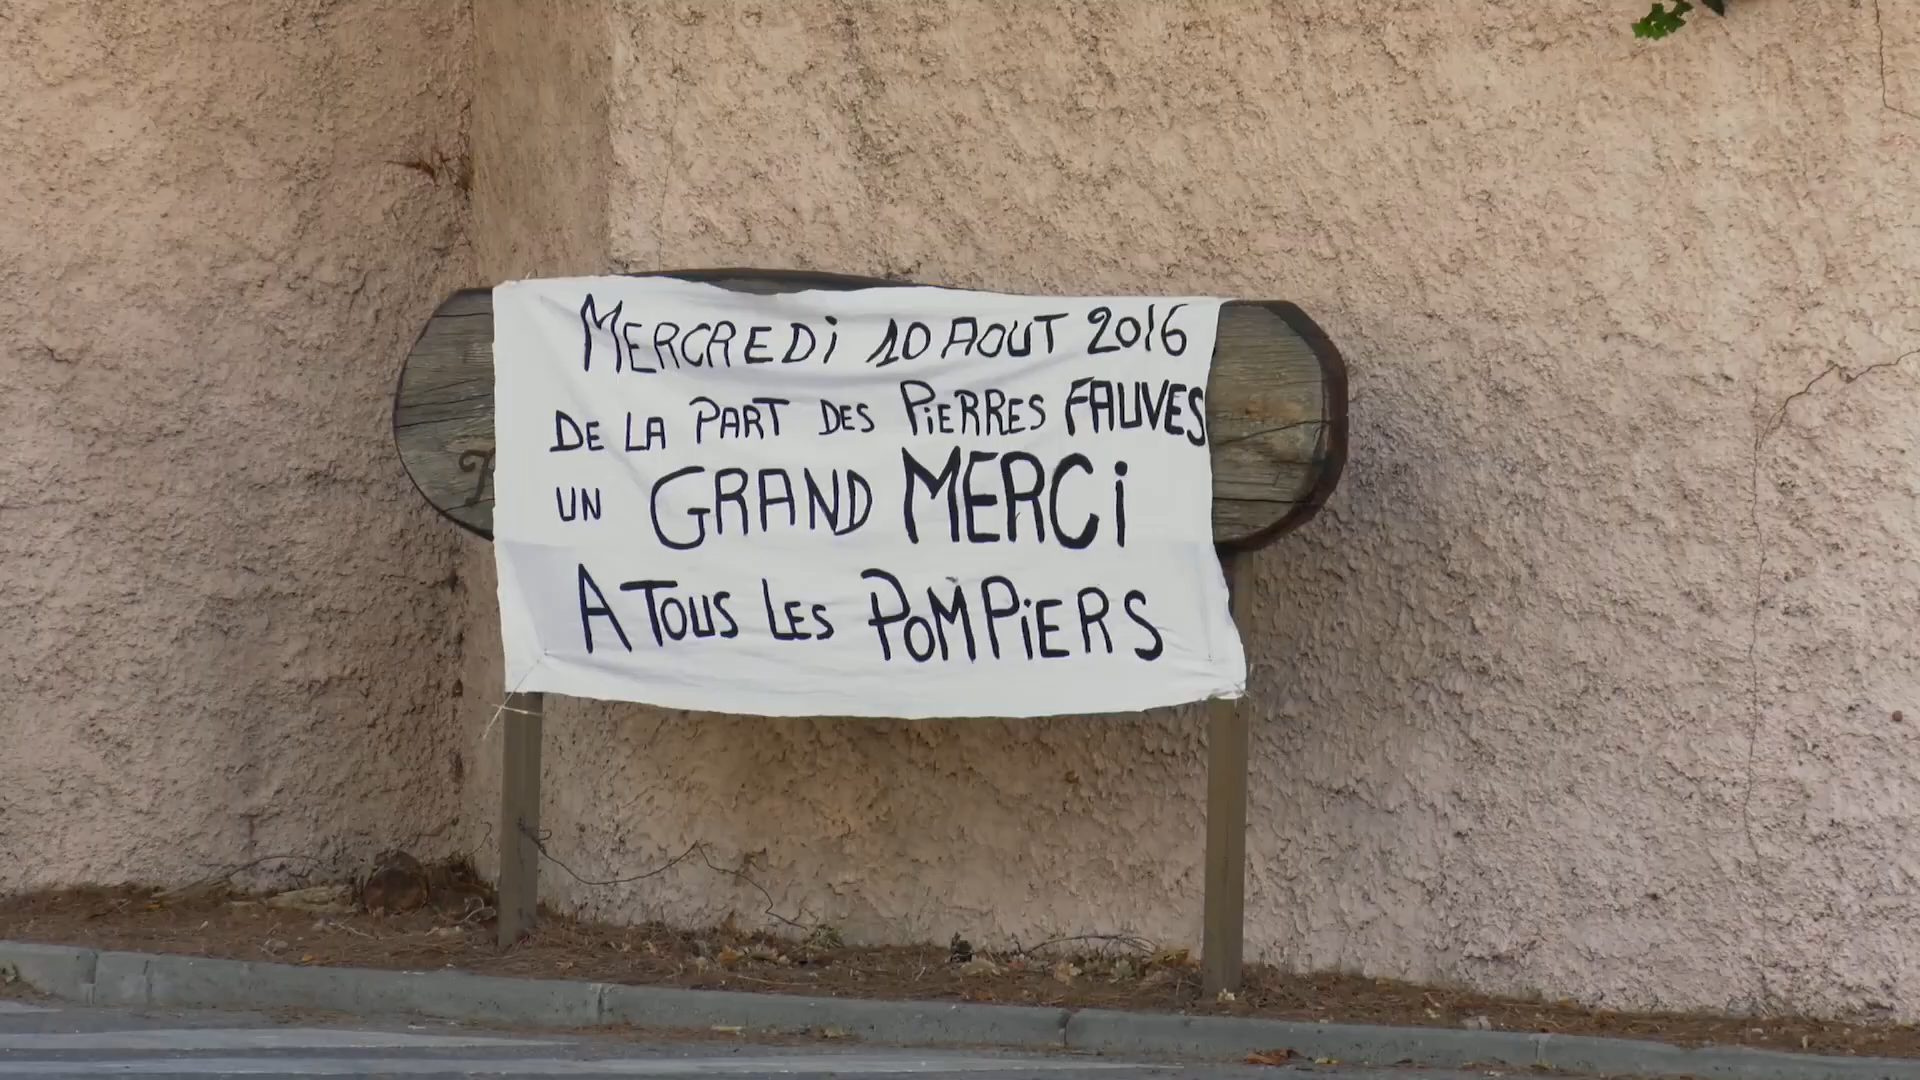 MERCREDi 10 AOUT 2016
DE LA PART DES PiERRES FAUVES
UN GRAND MERCi
A TOUS LES POMPiERS